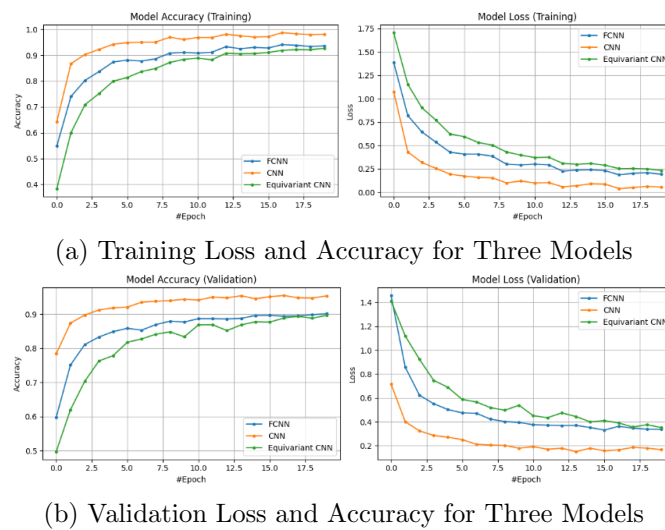 Model Accuracy (Training)
1.0
0.9
0.8
0.7
0.6
0.5
0.4
Accuracy
FCNN
CNN
Equivariant CNN
0.0 2.5 5.0 7.5 10.0 12.5 15.0 17.5
#Epoch
Model Loss (Training)
1.75
1.50
1.25
1.00
0.75
0.50
0.25
0.00
Loss
FCNN
CNN
Equivariant CNN
0.0 2.5 5.0 7.5 10.0 12.5 15.0 17.5
#Epoch
(a) Training Loss and Accuracy for Three Models
Model Accuracy (Validation)
0.9
0.8
0.7
0.6
0.5
Accuracy
FCNN
CNN
Equivariant CNN
0.0 2.5 5.0 7.5 10.0 12.5 15.0 17.5
#Epoch
Model Loss (Validation)
1.4
1.2
1.0
0.8
0.6
0.4
0.2
Loss
FCNN
CNN
Equivariant CNN
0.0 2.5 5.0 7.5 10.0 12.5 15.0 17.5
#Epoch
(b) Validation Loss and Accuracy for Three Models